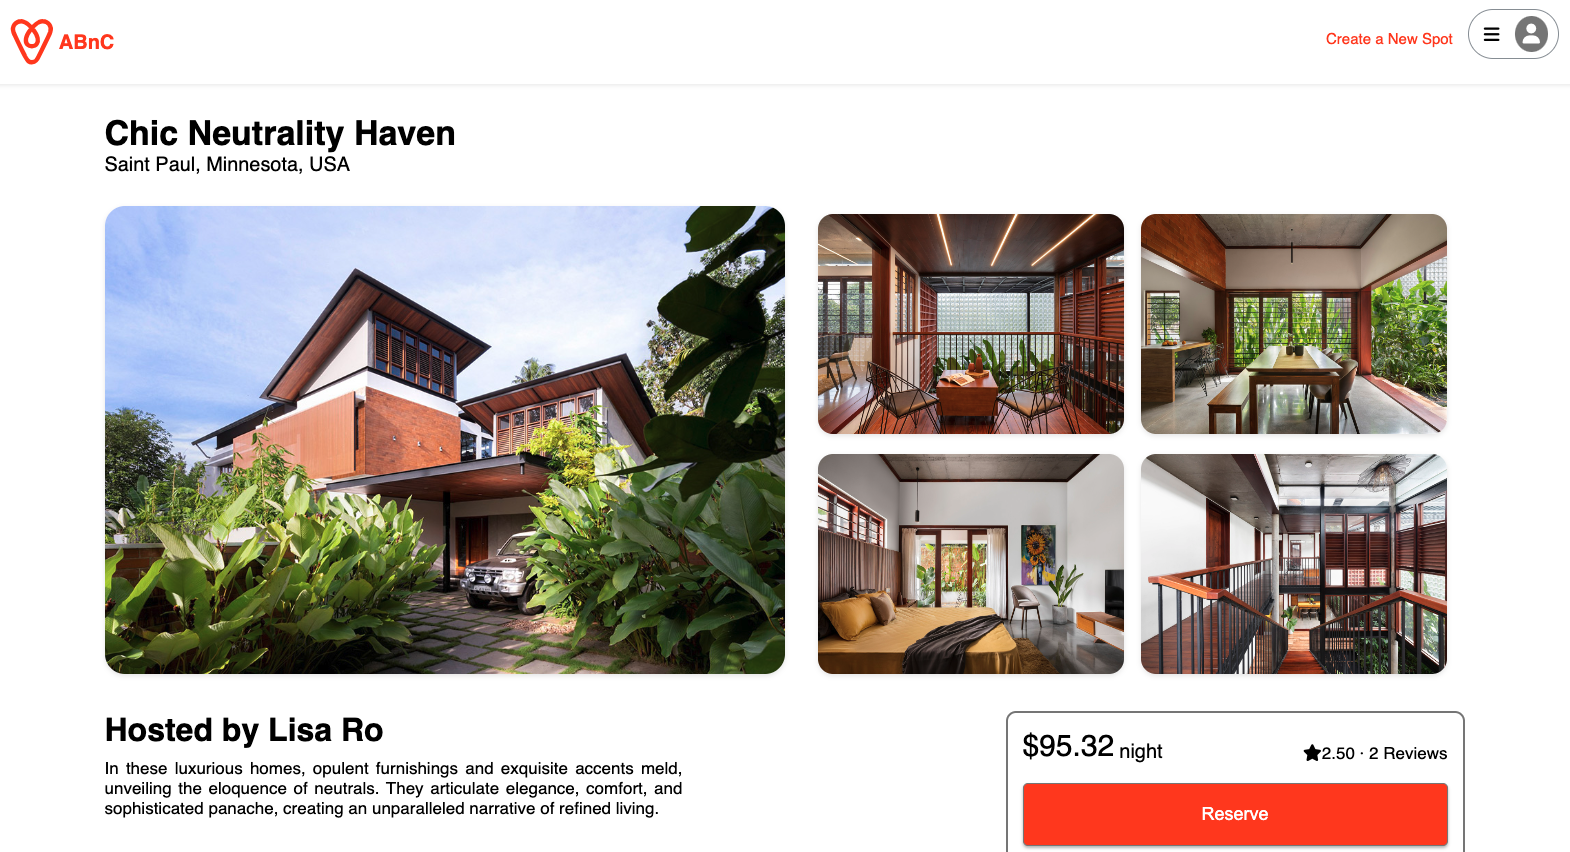 ABnC
Create a New Spot
Chic Neutrality Haven
Saint Paul, Minnesota, USA
Hosted by Lisa Ro
In these luxurious homes, opulent furnishings and exquisite accents meld,
unveiling the eloquence of neutrals. They articulate elegance, comfort, and
sophisticated panache, creating an unparalleled narrative of refined living.
$95.32 night
2.50 · 2 Reviews
Reserve